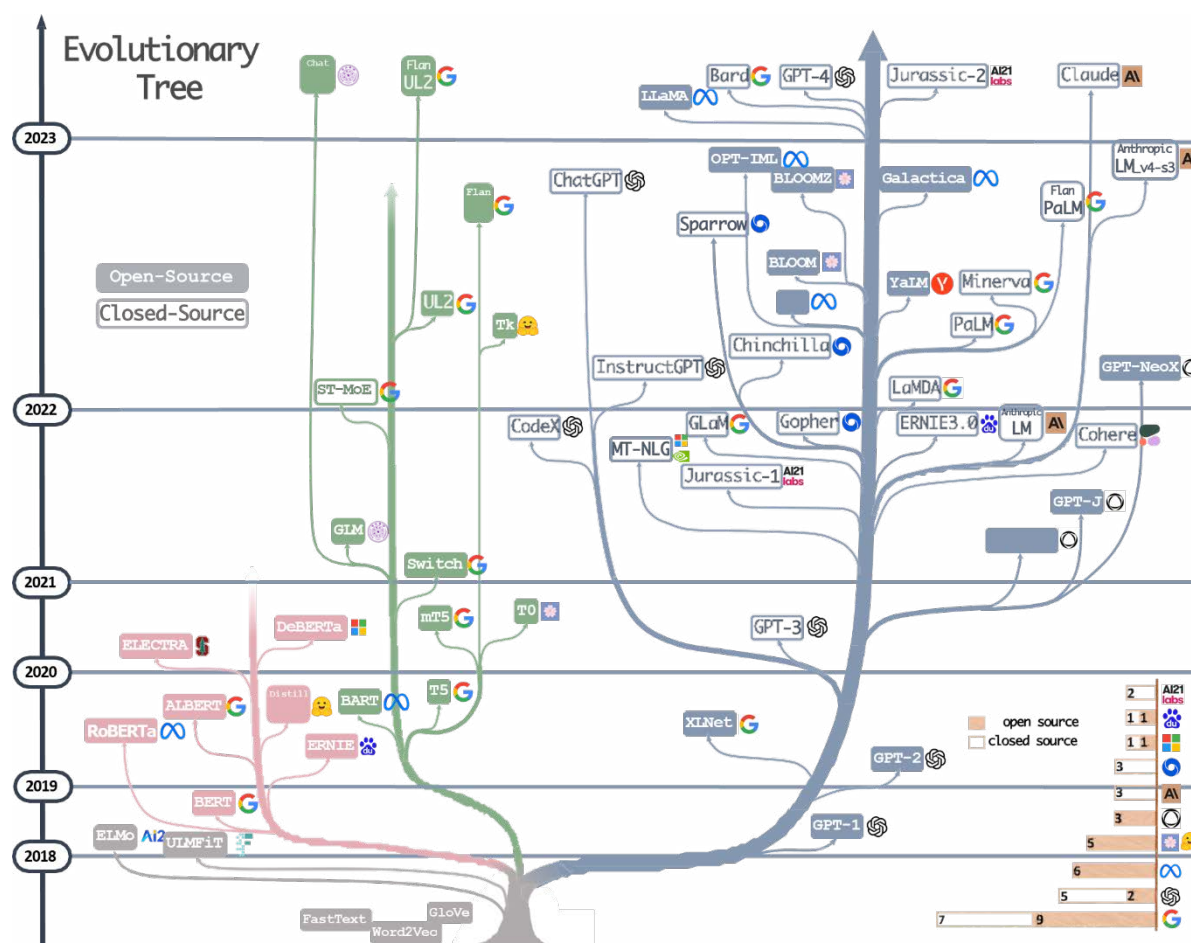 Evolutionary
Tree
Chat
Flan
UL2
Bard
GPT-4
Jurassic-2
AI21
labs
Claude
A\
LLaMA
2023
OPT-IML
Anthropic
LM_v4-s3
A
ChatGPT
BLOOMZ
Galactica
Flan
Flan
PaLM
Sparrow
BLOOM
Open-Source
Closed-Source
UL2
YaLM
Y
Minerva
Tk
PaLM
Chinchilla
InstructGPT
GPT-NeoX
ST-MoE
LaMDA
2022
CodeX
GLaM
Gopher
ERNIE3.0
du
Anthropic
LM
A\
Cohere
MT-NLG
Jurassic-1
AI21
labs
GPT-J
GLM
Switch
2021
mT5
T0
DeBERTa
GPT-3
ELECTRA
2020
ALBERT
Distill
BART
T5
2
AI21
labs
RoBERTa
XLNet
open source
1 1
du
ERNIE
du
closed source
1 1
GPT-2
3
2019
3
A\
BERT
3
ELMo
Ai2
ULMFiT
GPT-1
5
2018
6
5
2
FastText
GloVe
Word2Vec
7
9